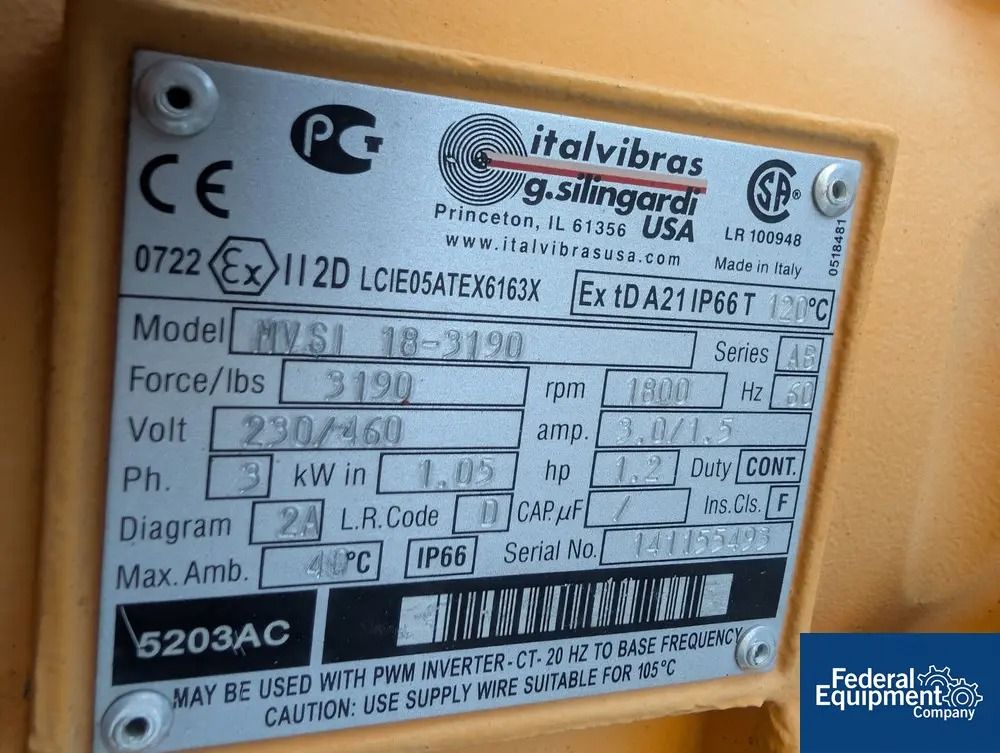 PCT
italvibras
g.silingardi
USA
Princeton, IL 61356
www.italvibrasusa.com
CSA
LR 100948
Made in Italy
0518481
CE
0722 Ex II 2D LCIE05ATEX6163X
Ex tD A21 IP66 T 120°C
Model MVSI 18-3190 Series AB
Force/lbs 3190 rpm 1800 Hz 60
Volt 230/460 amp. 3.0/1.5
Ph. 3 kW in 1.05 hp 1.2 Duty CONT.
Diagram 2A L.R.Code D CAP.µF / Ins.Cls. F
Max. Amb. 40°C IP66 Serial No. 141155493
5203AC
MAY BE USED WITH PWM INVERTER-CT- 20 HZ TO BASE FREQUENCY
CAUTION: USE SUPPLY WIRE SUITABLE FOR 105°C
Federal
Equipment
Company